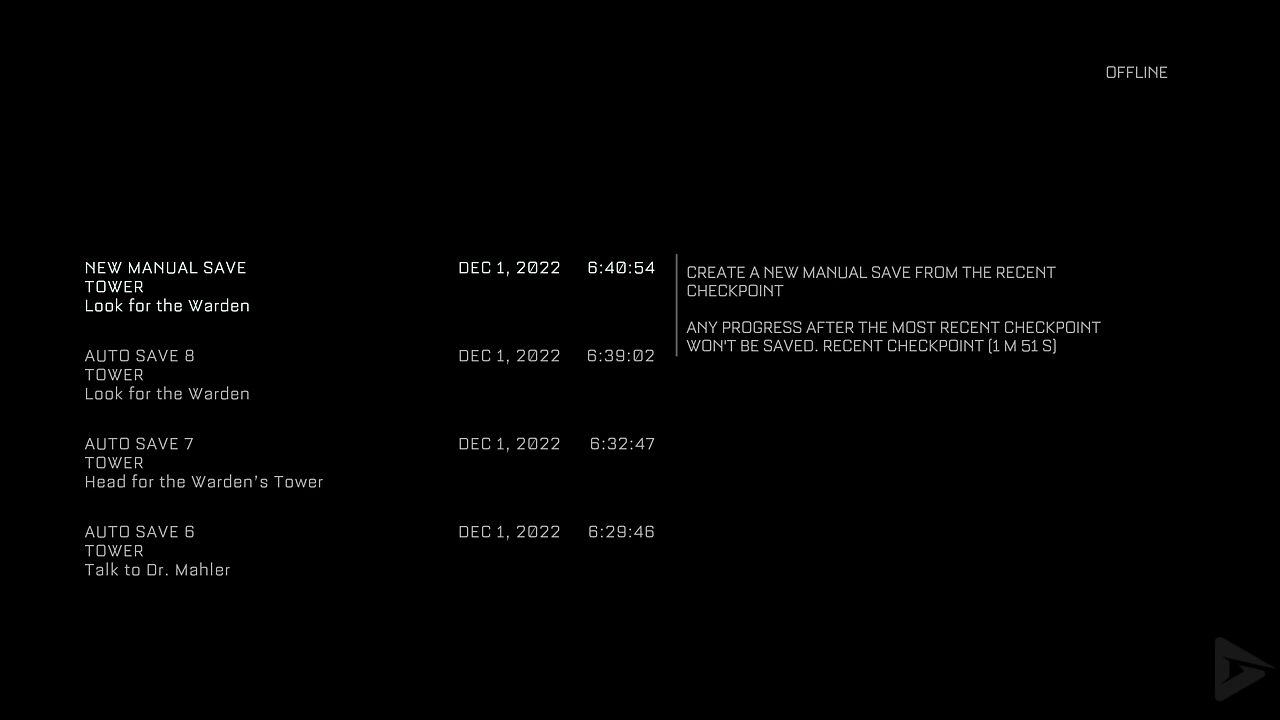 OFFLINE
NEW MANUAL SAVE DEC 1, 2022 6:40:54
TOWER
Look for the Warden
CREATE A NEW MANUAL SAVE FROM THE RECENT
CHECKPOINT
ANY PROGRESS AFTER THE MOST RECENT CHECKPOINT
WON'T BE SAVED. RECENT CHECKPOINT (1 M 51 S)
AUTO SAVE 8 DEC 1, 2022 6:39:02
TOWER
Look for the Warden
AUTO SAVE 7 DEC 1, 2022 6:32:47
TOWER
Head for the Warden's Tower
AUTO SAVE 6 DEC 1, 2022 6:29:46
TOWER
Talk to Dr. Mahler